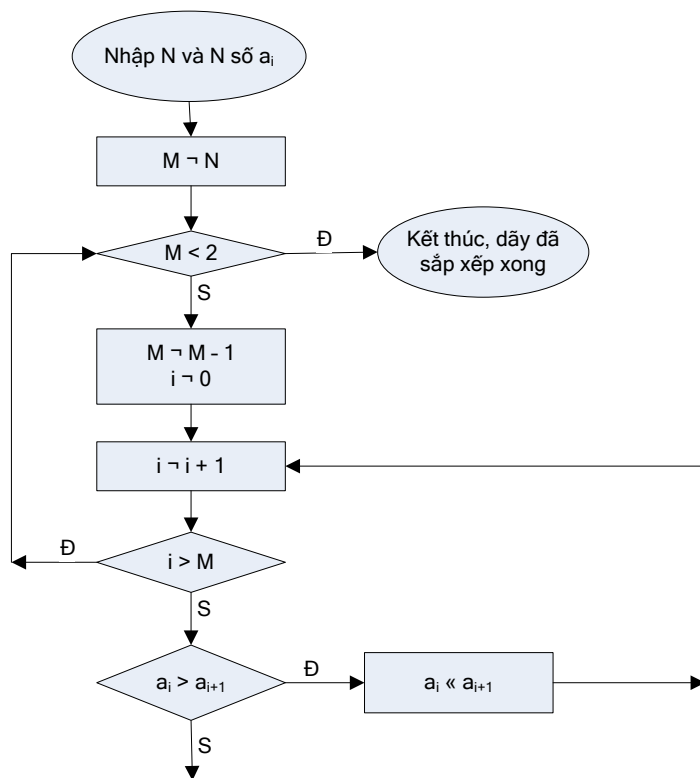 Nhập N và N số aᵢ
M ¬ N
M < 2
Đ
Kết thúc, dãy đã
sắp xếp xong
S
M ¬ M - 1
i ¬ 0
i ¬ i + 1
Đ
i > M
S
aᵢ > aᵢ₊₁
Đ
aᵢ « aᵢ₊₁
S